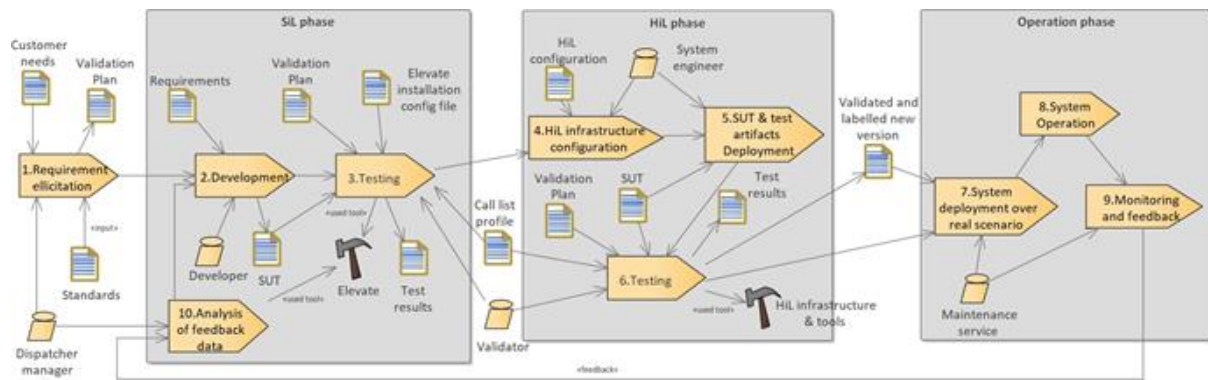 SiL phase
HiL phase
Operation phase
Customer
needs
Validation
Plan
Requirements
Validation
Plan
Elevate
installation
config file
HiL
configuration
System
engineer
Validated and
labelled new
version
8.System
Operation
1.Requirement
ellicitation
2.Development
3.Testing
4.HiL infrastructure
configuration
5.SUT & test
artifacts
Deployment
Validation
Plan
SUT
Test
results
7.System
deployment over
real scenario
9.Monitoring
and feedback
«input»
«used tool»
Call list
profile
Standards
Developer
SUT
Elevate
Test
results
6.Testing
«used tool»
«used tool»
HiL infrastructure
& tools
10.Analysis
of feedback
data
Dispatcher
manager
Validator
Maintenance
service
«feedback»